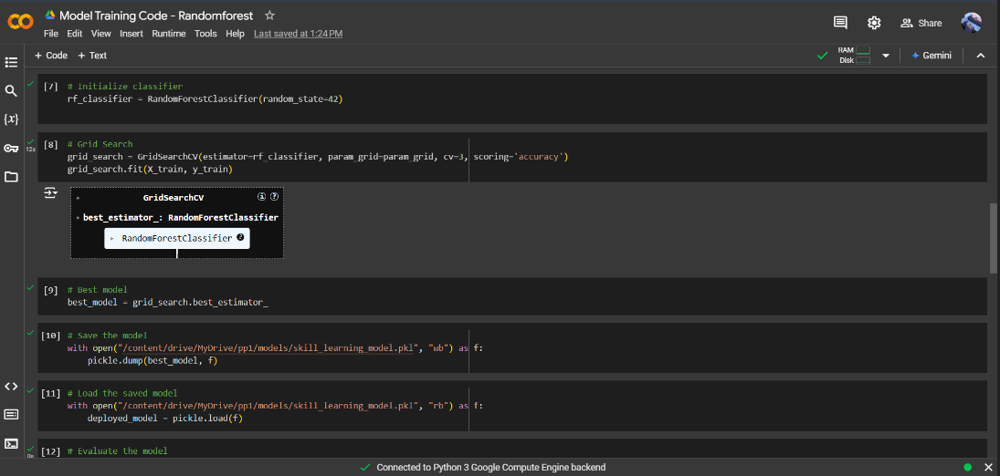 Model Training Code - Randomforest
File Edit View Insert Runtime Tools Help Last saved at 1:24 PM
Share
+ Code + Text
RAM
Disk
Gemini
[7] # Initialize classifier
rf_classifier = RandomForestClassifier(random_state=42)
[8] # Grid Search
12s
grid_search = GridSearchCV(estimator=rf_classifier, param_grid=param_grid, cv=3, scoring='accuracy')
grid_search.fit(X_train, y_train)
GridSearchCV
best_estimator_: RandomForestClassifier
RandomForestClassifier
[9] # Best model
best_model = grid_search.best_estimator_
[10] # Save the model
with open("/content/drive/MyDrive/pp1/models/skill_learning_model.pkl", "wb") as f:
    pickle.dump(best_model, f)
[11] # Load the saved model
with open("/content/drive/MyDrive/pp1/models/skill_learning_model.pkl", "rb") as f:
    deployed_model = pickle.load(f)
[12] # Evaluate the model
0s
Connected to Python 3 Google Compute Engine backend